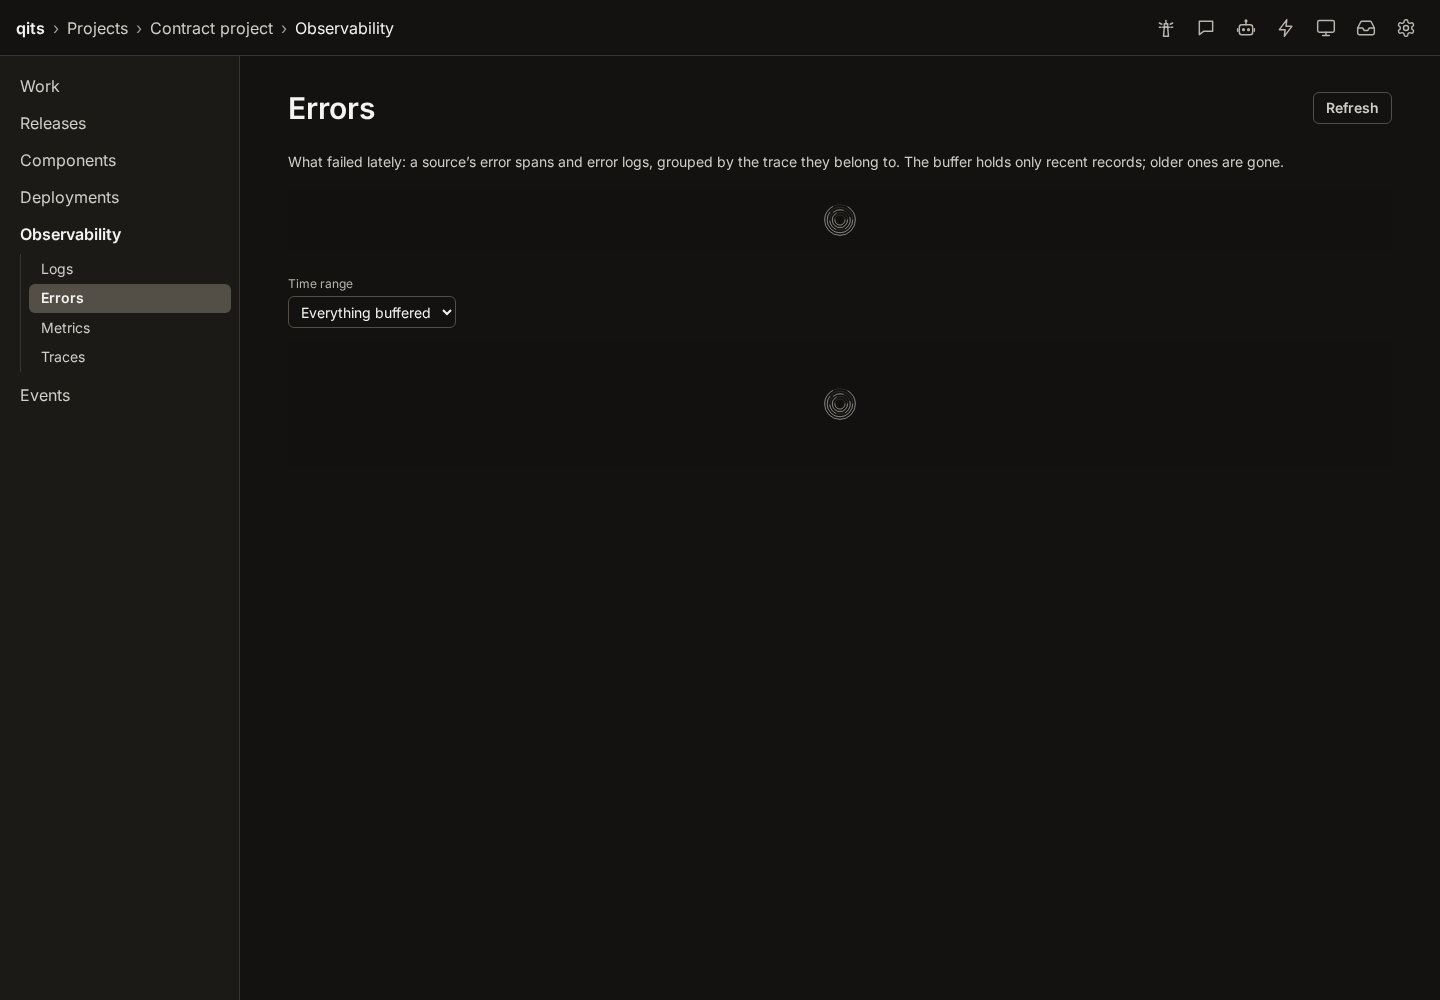 qits › Projects › Contract project › Observability
Work
Releases
Components
Deployments
Observability
Logs
Errors
Metrics
Traces
Events
Errors
Refresh
What failed lately: a source’s error spans and error logs, grouped by the trace they belong to. The buffer holds only recent records; older ones are gone.
Time range
Everything buffered